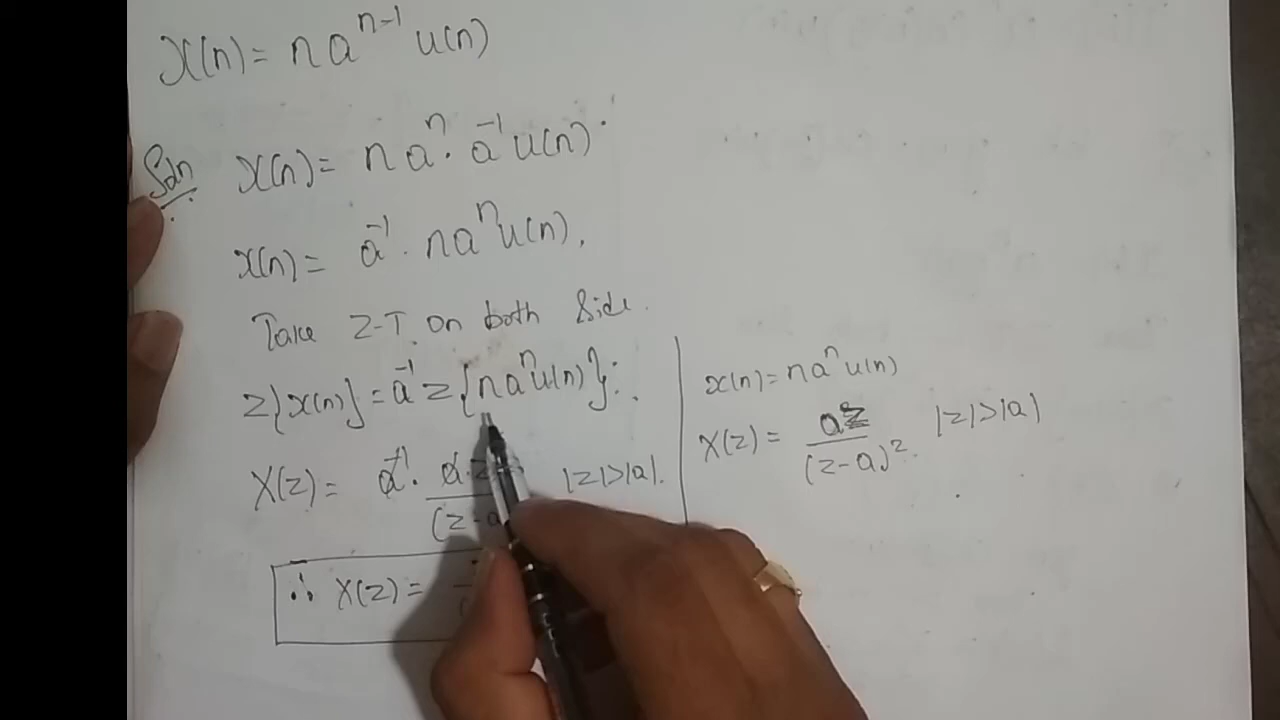 x(n) = n a^{n-1} u(n)
Soln x(n) = n a^n . a^{-1} u(n).
x(n) = a^{-1} . n a^n u(n),
Take Z-T. on both Side.
z{x(n)} = a^{-1} z{n a^n u(n)}:.
X(z) = a^{-1} . a.z (z-a |z|>|a|.
∴ X(z) =
x(n) = n a^n u(n)
X(z) = az/(z-a)^2. |z|>|a|